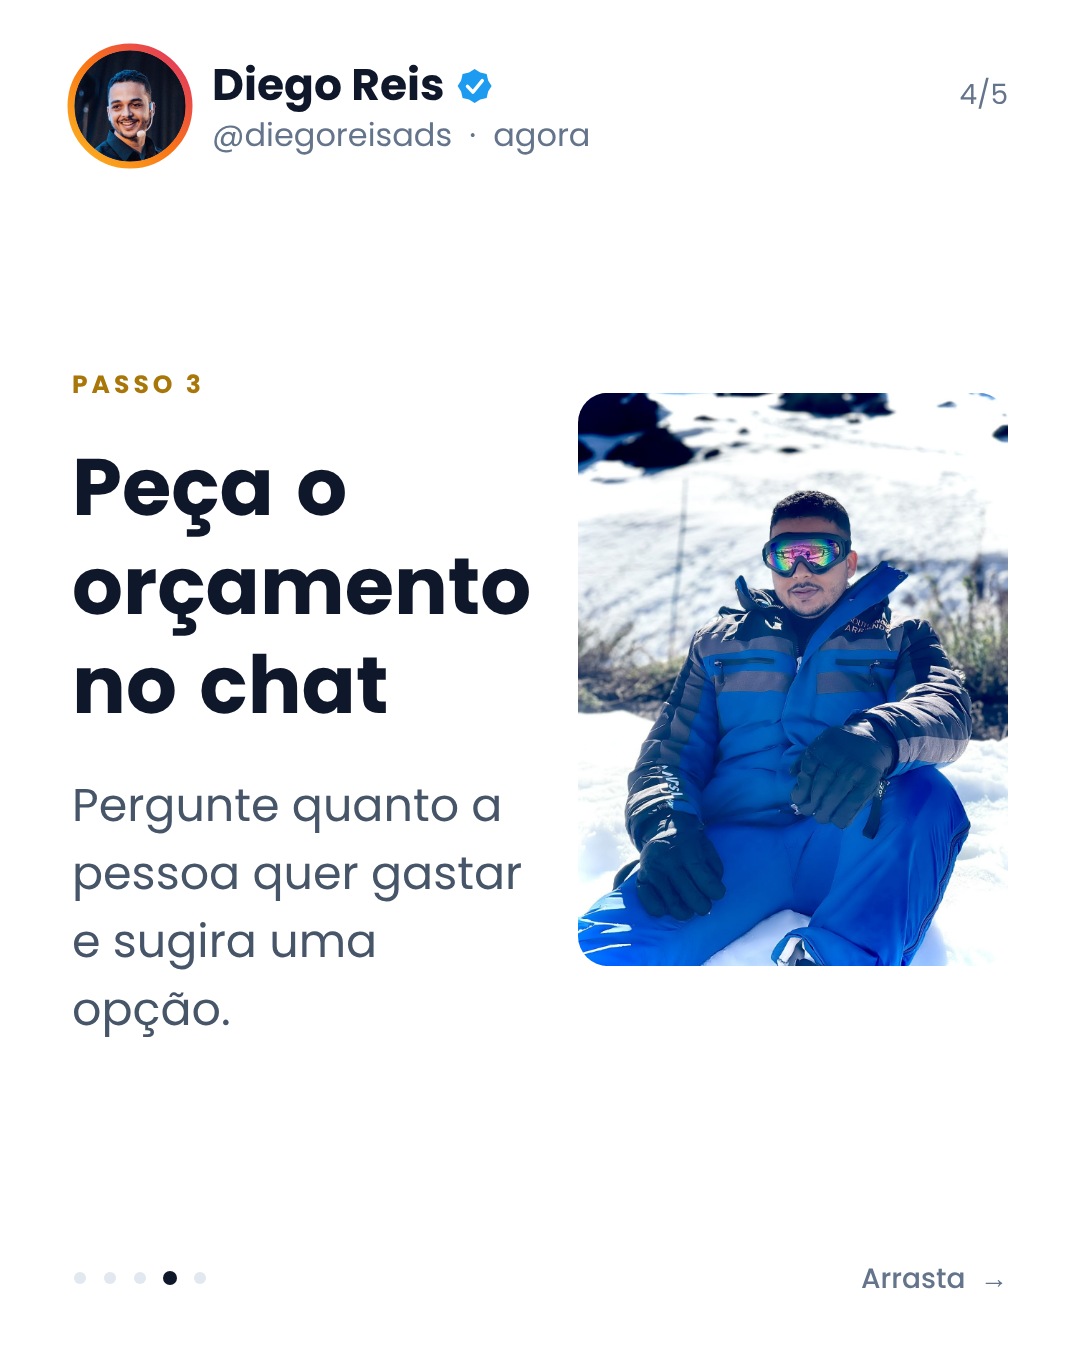 Diego Reis
@diegoreisads · agora
4/5
PASSO 3
Peça o
orçamento
no chat
Pergunte quanto a
pessoa quer gastar
e sugira uma
opção.
Arrasta →